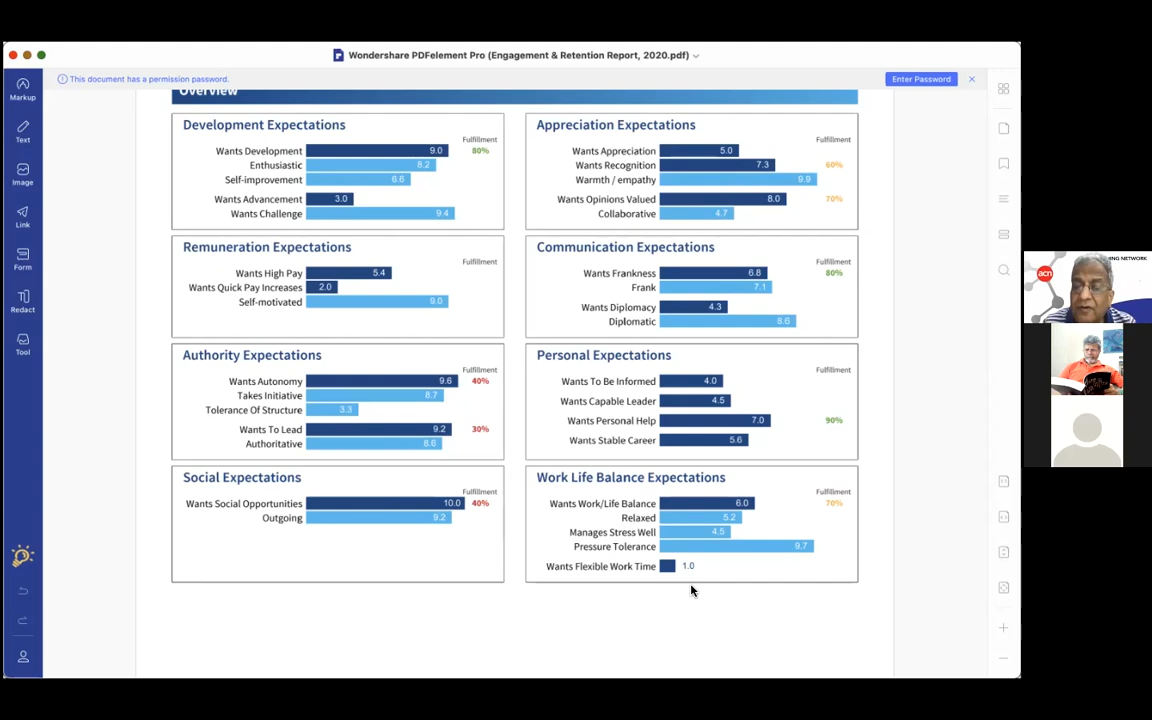 Wondershare PDFelement Pro (Engagement & Retention Report, 2020.pdf)
This document has a permission password.
Enter Password
Markup
Text
Image
Link
Form
Redact
Tool
Overview
Development Expectations
Fulfillment
Wants Development 9.0 80%
Enthusiastic 8.2
Self-improvement 6.6
Wants Advancement 3.0
Wants Challenge 9.4
Appreciation Expectations
Fulfillment
Wants Appreciation 5.0
Wants Recognition 7.3 60%
Warmth / empathy 9.9
Wants Opinions Valued 8.0 70%
Collaborative 4.7
Remuneration Expectations
Fulfillment
Wants High Pay 5.4
Wants Quick Pay Increases 2.0
Self-motivated 9.0
Communication Expectations
Fulfillment
Wants Frankness 6.8 80%
Frank 7.1
Wants Diplomacy 4.3
Diplomatic 8.6
Authority Expectations
Fulfillment
Wants Autonomy 9.6 40%
Takes Initiative 8.7
Tolerance Of Structure 3.3
Wants To Lead 9.2 30%
Authoritative 8.6
Personal Expectations
Fulfillment
Wants To Be Informed 4.0
Wants Capable Leader 4.5
Wants Personal Help 7.0 90%
Wants Stable Career 5.6
Social Expectations
Fulfillment
Wants Social Opportunities 10.0 40%
Outgoing 9.2
Work Life Balance Expectations
Fulfillment
Wants Work/Life Balance 6.0 70%
Relaxed 5.2
Manages Stress Well 4.5
Pressure Tolerance 9.7
Wants Flexible Work Time 1.0
NETWORK
acn